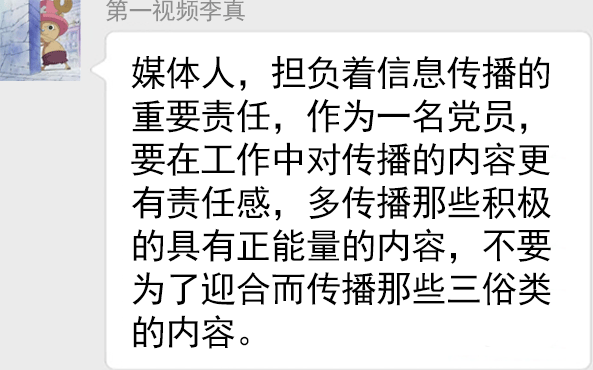 第一视频李真
媒体人，担负着信息传播的
重要责任，作为一名党员，
要在工作中对传播的内容更
有责任感，多传播那些积极
的具有正能量的内容，不要
为了迎合而传播那些三俗类
的内容。